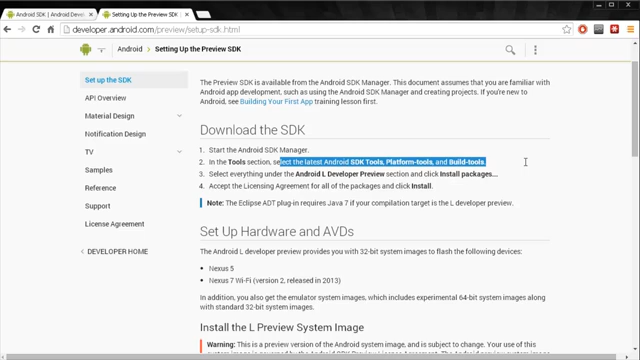 Android SDK | Android Developers
Setting Up the Preview SDK
developer.android.com/preview/setup-sdk.html
Android > Setting Up the Preview SDK
Set up the SDK
API Overview
Material Design
Notification Design
TV
Samples
Reference
Support
License Agreement
DEVELOPER HOME
The Preview SDK is available from the Android SDK Manager. This document assumes that you are familiar with
Android app development, such as using the Android SDK Manager and creating projects. If you're new to
Android, see Building Your First App training lesson first.
Download the SDK
1. Start the Android SDK Manager.
2. In the Tools section, select the latest Android SDK Tools, Platform-tools, and Build-tools.
3. Select everything under the Android L Developer Preview section and click Install packages...
4. Accept the Licensing Agreement for all of the packages and click Install.
Note: The Eclipse ADT plug-in requires Java 7 if your compilation target is the L developer preview.
Set Up Hardware and AVDs
The Android L developer preview provides you with 32-bit system images to flash the following devices:
• Nexus 5
• Nexus 7 Wi-Fi (version 2, released in 2013)
In addition, you also get the emulator system images, which includes experimental 64-bit system images along
with standard 32-bit system images.
Install the L Preview System Image
Warning: This is a preview version of the Android system image, and is subject to change. Your use of